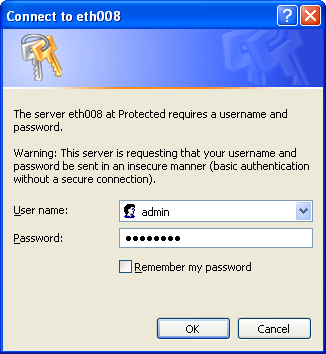 Connect to eth008
The server eth008 at Protected requires a username and
password.
Warning: This server is requesting that your username and
password be sent in an insecure manner (basic authentication
without a secure connection).
User name:
admin
Password:
●●●●●●●●
Remember my password
OK
Cancel